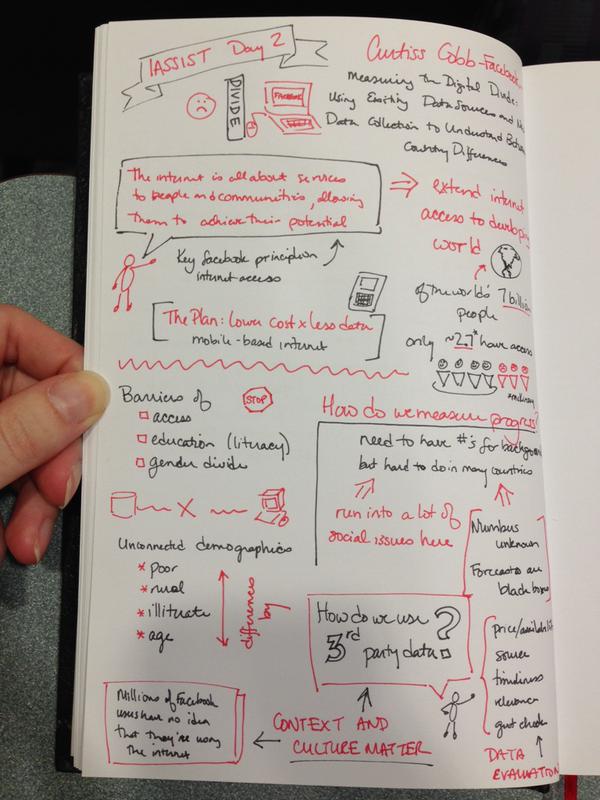 IASSIST Day 2
Curtiss Cobb-Facebook
Measuring the Digital Divide:
Using Existing Data Sources and
Data Collection to Understand
Country Differences
DIVIDE
FACEBOOK
The internet is all about services
to people and communities, allowing
them to achieve their potential
Key facebook principle on
internet access
extend internet
access to
world
of the world's 7 billion
people
only ~2.7* have access
The Plan: lower cost x less data
mobile-based internet
Barriers of
STOP
access
education (literacy)
gender divide
X
Unconnected demographics
* poor
* rural
* illiterate
* age
differences
by
How do we measure progress?
need to have #'s for background
but hard to do in many countries
run into a lot of
social issues here
Numbers
unknown
Forecasts are
black boxes
How do we use
3rd party data?
price/availability
source
timeliness
relevance
gut check
DATA
EVALUATION
CONTEXT AND
CULTURE MATTER
Millions of Facebook
users have no idea
that they're using
the internet